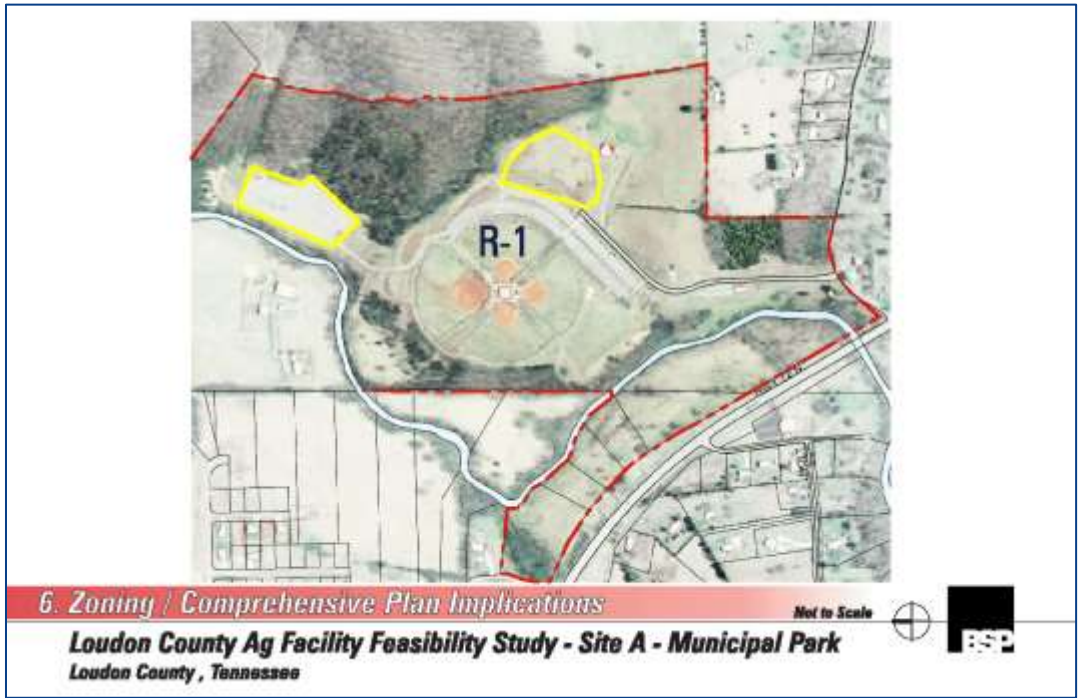 R-1
6. Zoning / Comprehensive Plan Implications
Not to Scale
Loudon County Ag Facility Feasibility Study - Site A - Municipal Park
Loudon County , Tennessee
BSP